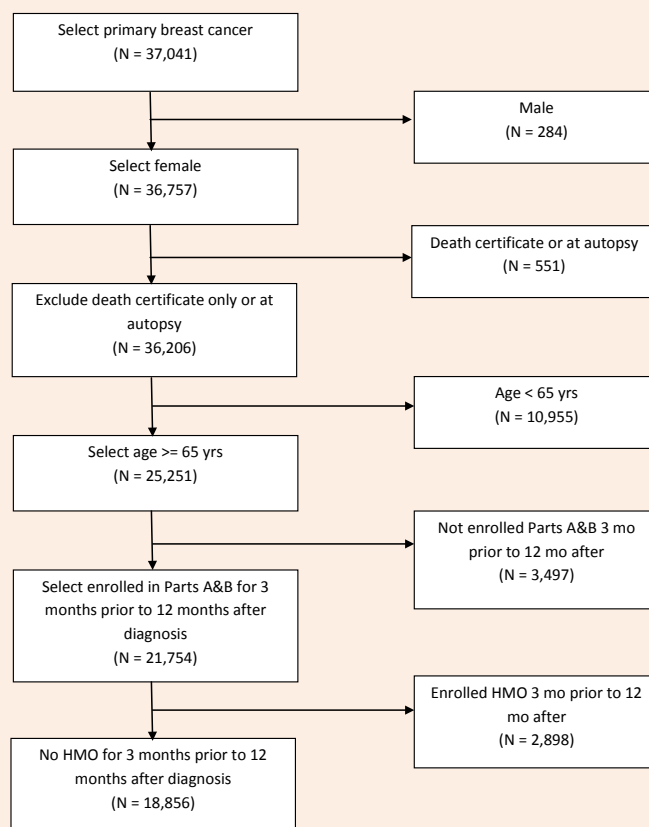 Select primary breast cancer
(N = 37,041)
Male
(N = 284)
Select female
(N = 36,757)
Death certificate or at autopsy
(N = 551)
Exclude death certificate only or at
autopsy
(N = 36,206)
Age < 65 yrs
(N = 10,955)
Select age >= 65 yrs
(N = 25,251)
Not enrolled Parts A&B 3 mo
prior to 12 mo after
(N = 3,497)
Select enrolled in Parts A&B for 3
months prior to 12 months after
diagnosis
(N = 21,754)
Enrolled HMO 3 mo prior to 12
mo after
(N = 2,898)
No HMO for 3 months prior to 12
months after diagnosis
(N = 18,856)